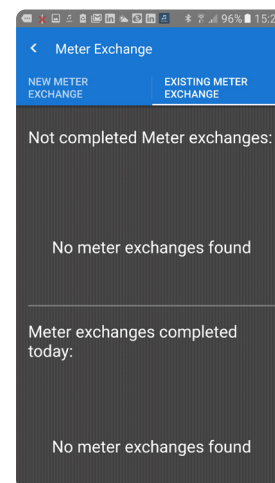 96% 15:2
Meter Exchange
NEW METER
EXCHANGE
EXISTING METER
EXCHANGE
Not completed Meter exchanges:
No meter exchanges found
Meter exchanges completed
today:
No meter exchanges found